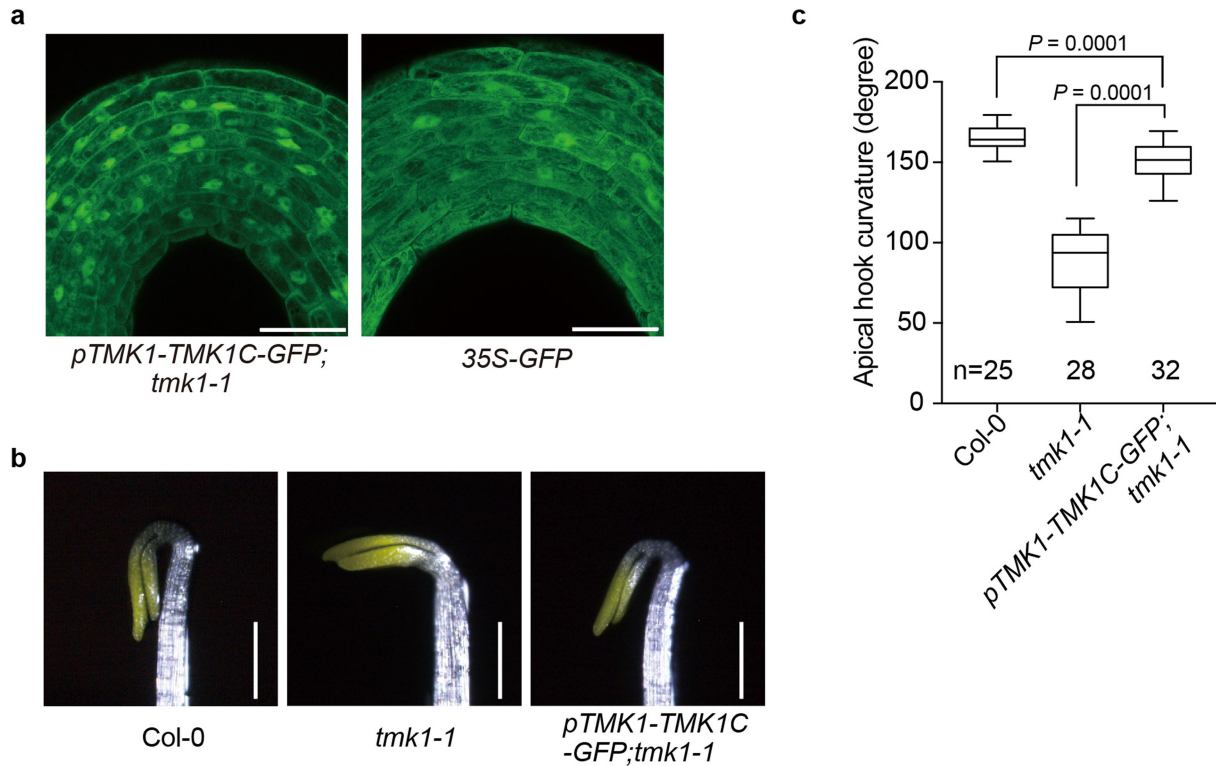 a
pTMK1-TMK1C-GFP;
tmk1-1
35S-GFP
b
Col-0
tmk1-1
pTMK1-TMK1C
-GFP;tmk1-1
c
P = 0.0001
P = 0.0001
Apical hook curvature (degree)
200
150
100
50
0
n=25
28
32
Col-0
tmk1-1
pTMK1-TMK1C-GFP;
tmk1-1